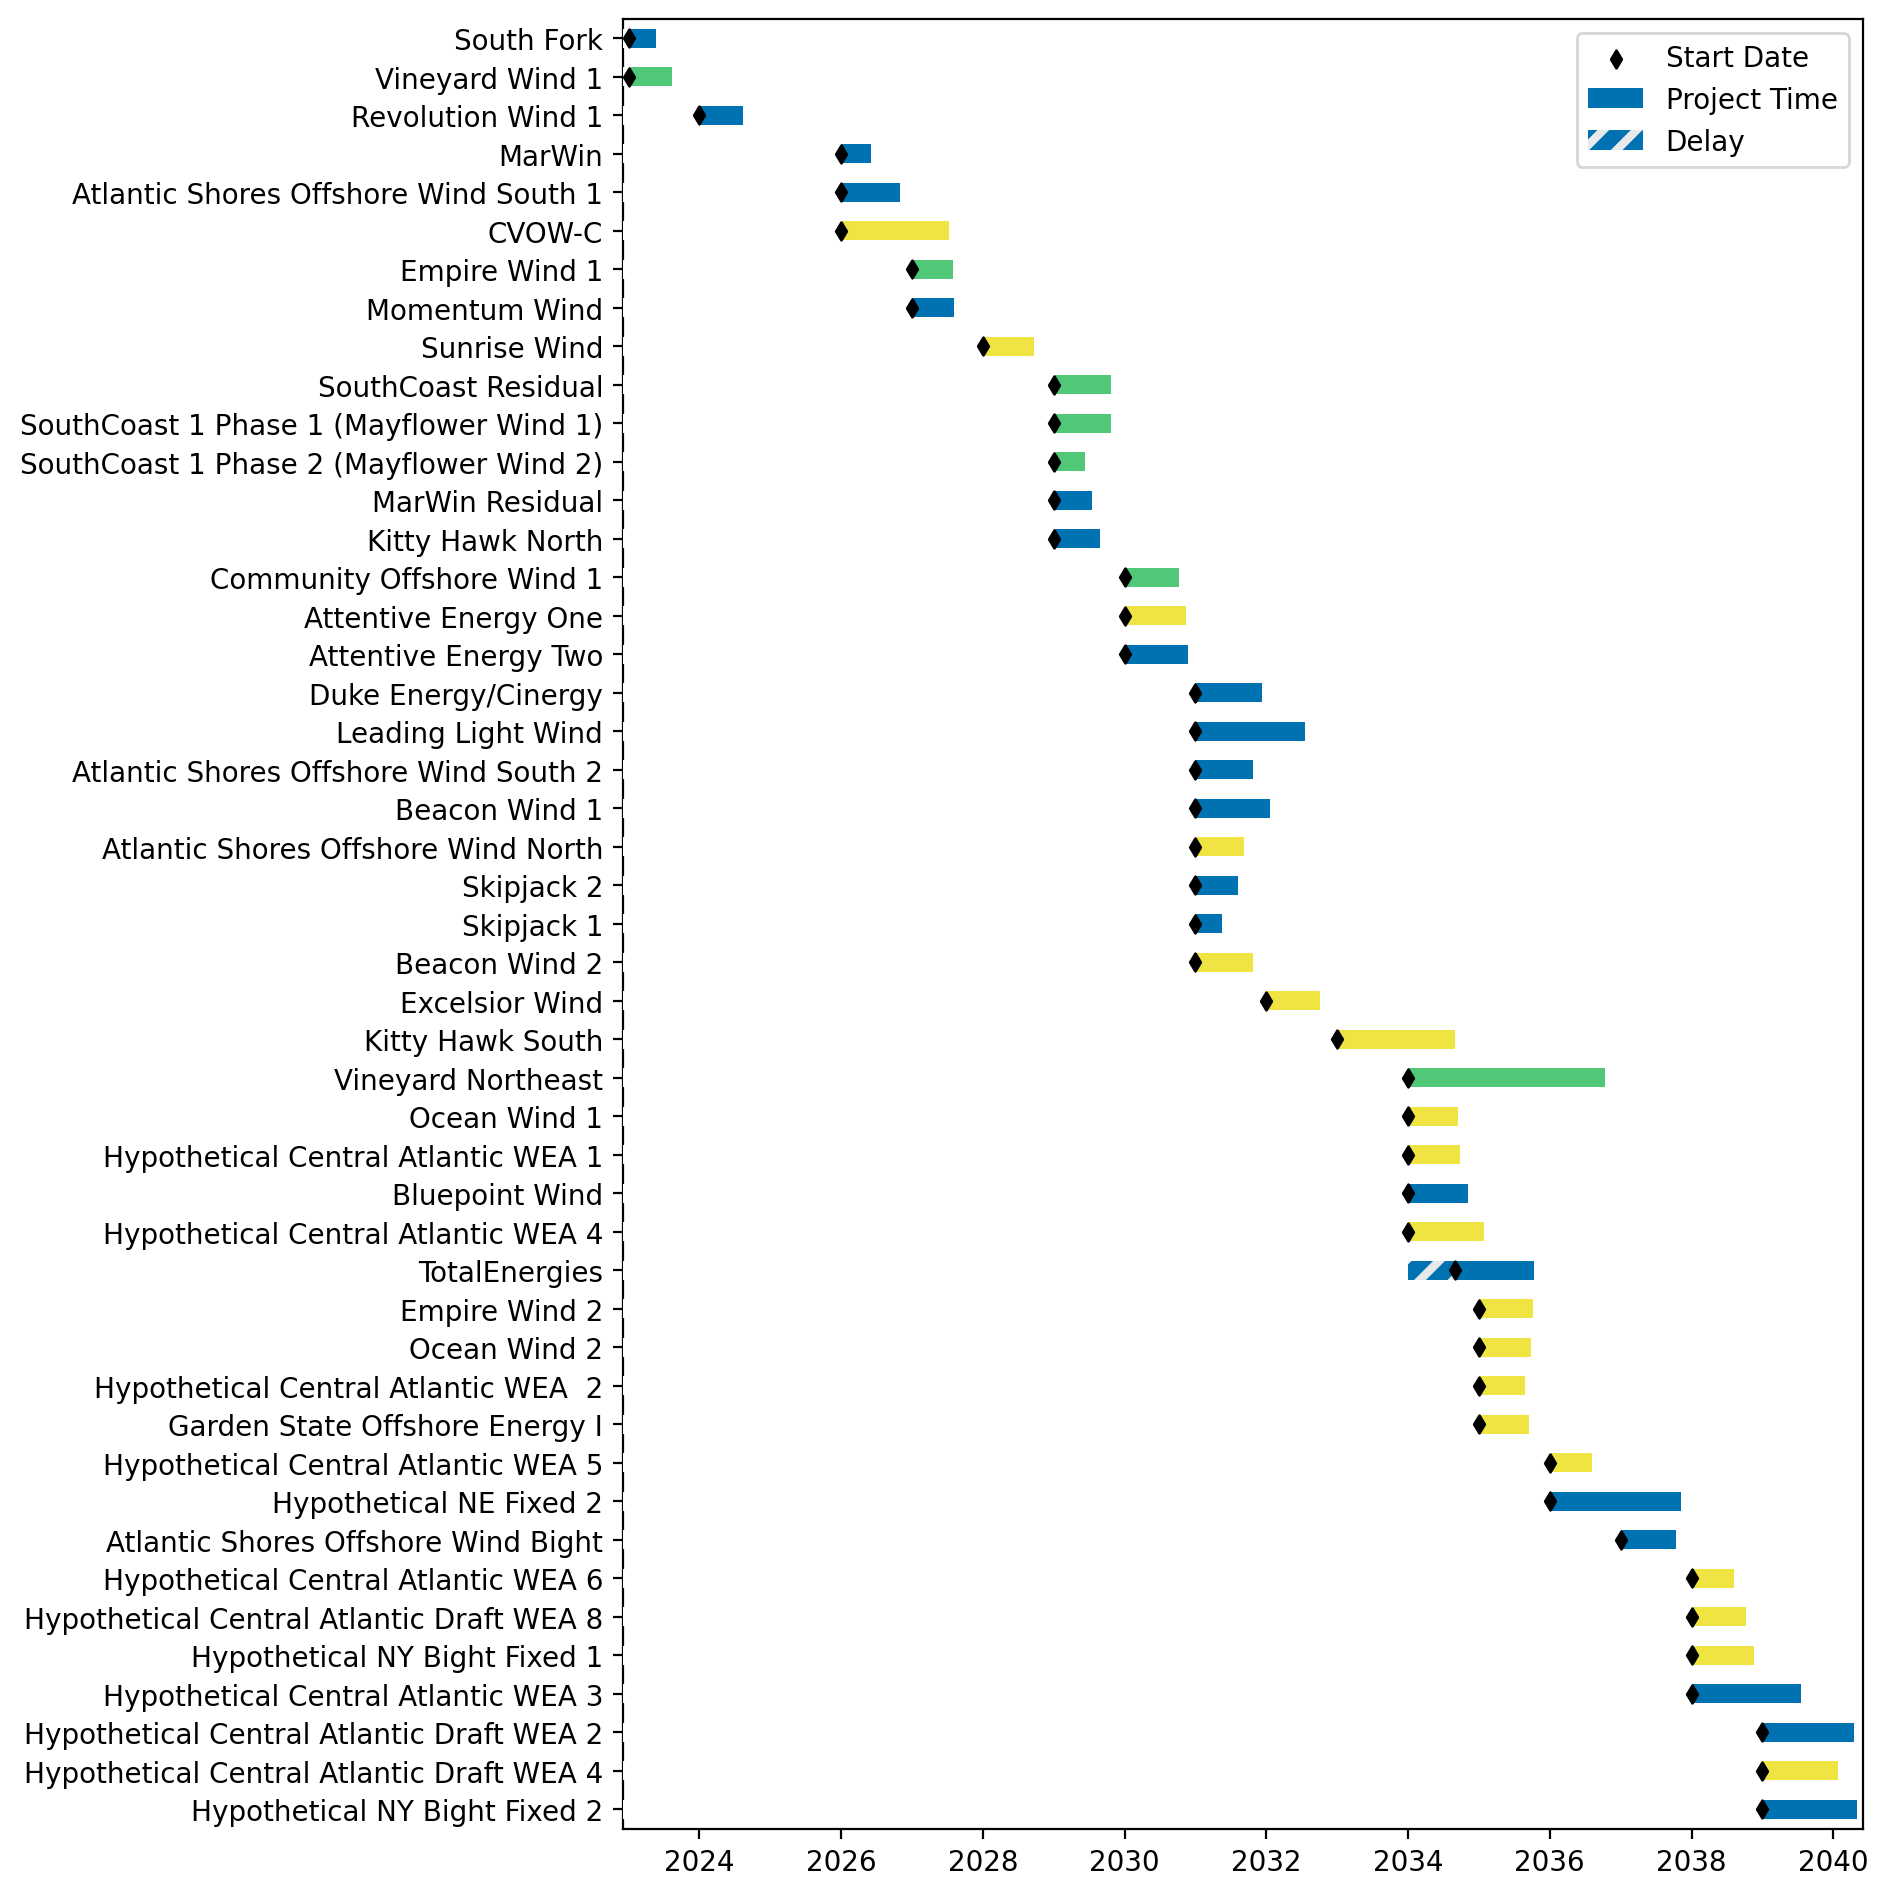 South Fork
Vineyard Wind 1
Revolution Wind 1
MarWin
Atlantic Shores Offshore Wind South 1
CVOW-C
Empire Wind 1
Momentum Wind
Sunrise Wind
SouthCoast Residual
SouthCoast 1 Phase 1 (Mayflower Wind 1)
SouthCoast 1 Phase 2 (Mayflower Wind 2)
MarWin Residual
Kitty Hawk North
Community Offshore Wind 1
Attentive Energy One
Attentive Energy Two
Duke Energy/Cinergy
Leading Light Wind
Atlantic Shores Offshore Wind South 2
Beacon Wind 1
Atlantic Shores Offshore Wind North
Skipjack 2
Skipjack 1
Beacon Wind 2
Excelsior Wind
Kitty Hawk South
Vineyard Northeast
Ocean Wind 1
Hypothetical Central Atlantic WEA 1
Bluepoint Wind
Hypothetical Central Atlantic WEA 4
TotalEnergies
Empire Wind 2
Ocean Wind 2
Hypothetical Central Atlantic WEA  2
Garden State Offshore Energy I
Hypothetical Central Atlantic WEA 5
Hypothetical NE Fixed 2
Atlantic Shores Offshore Wind Bight
Hypothetical Central Atlantic WEA 6
Hypothetical Central Atlantic Draft WEA 8
Hypothetical NY Bight Fixed 1
Hypothetical Central Atlantic WEA 3
Hypothetical Central Atlantic Draft WEA 2
Hypothetical Central Atlantic Draft WEA 4
Hypothetical NY Bight Fixed 2
Start Date
Project Time
Delay
2024 2026 2028 2030 2032 2034 2036 2038 2040